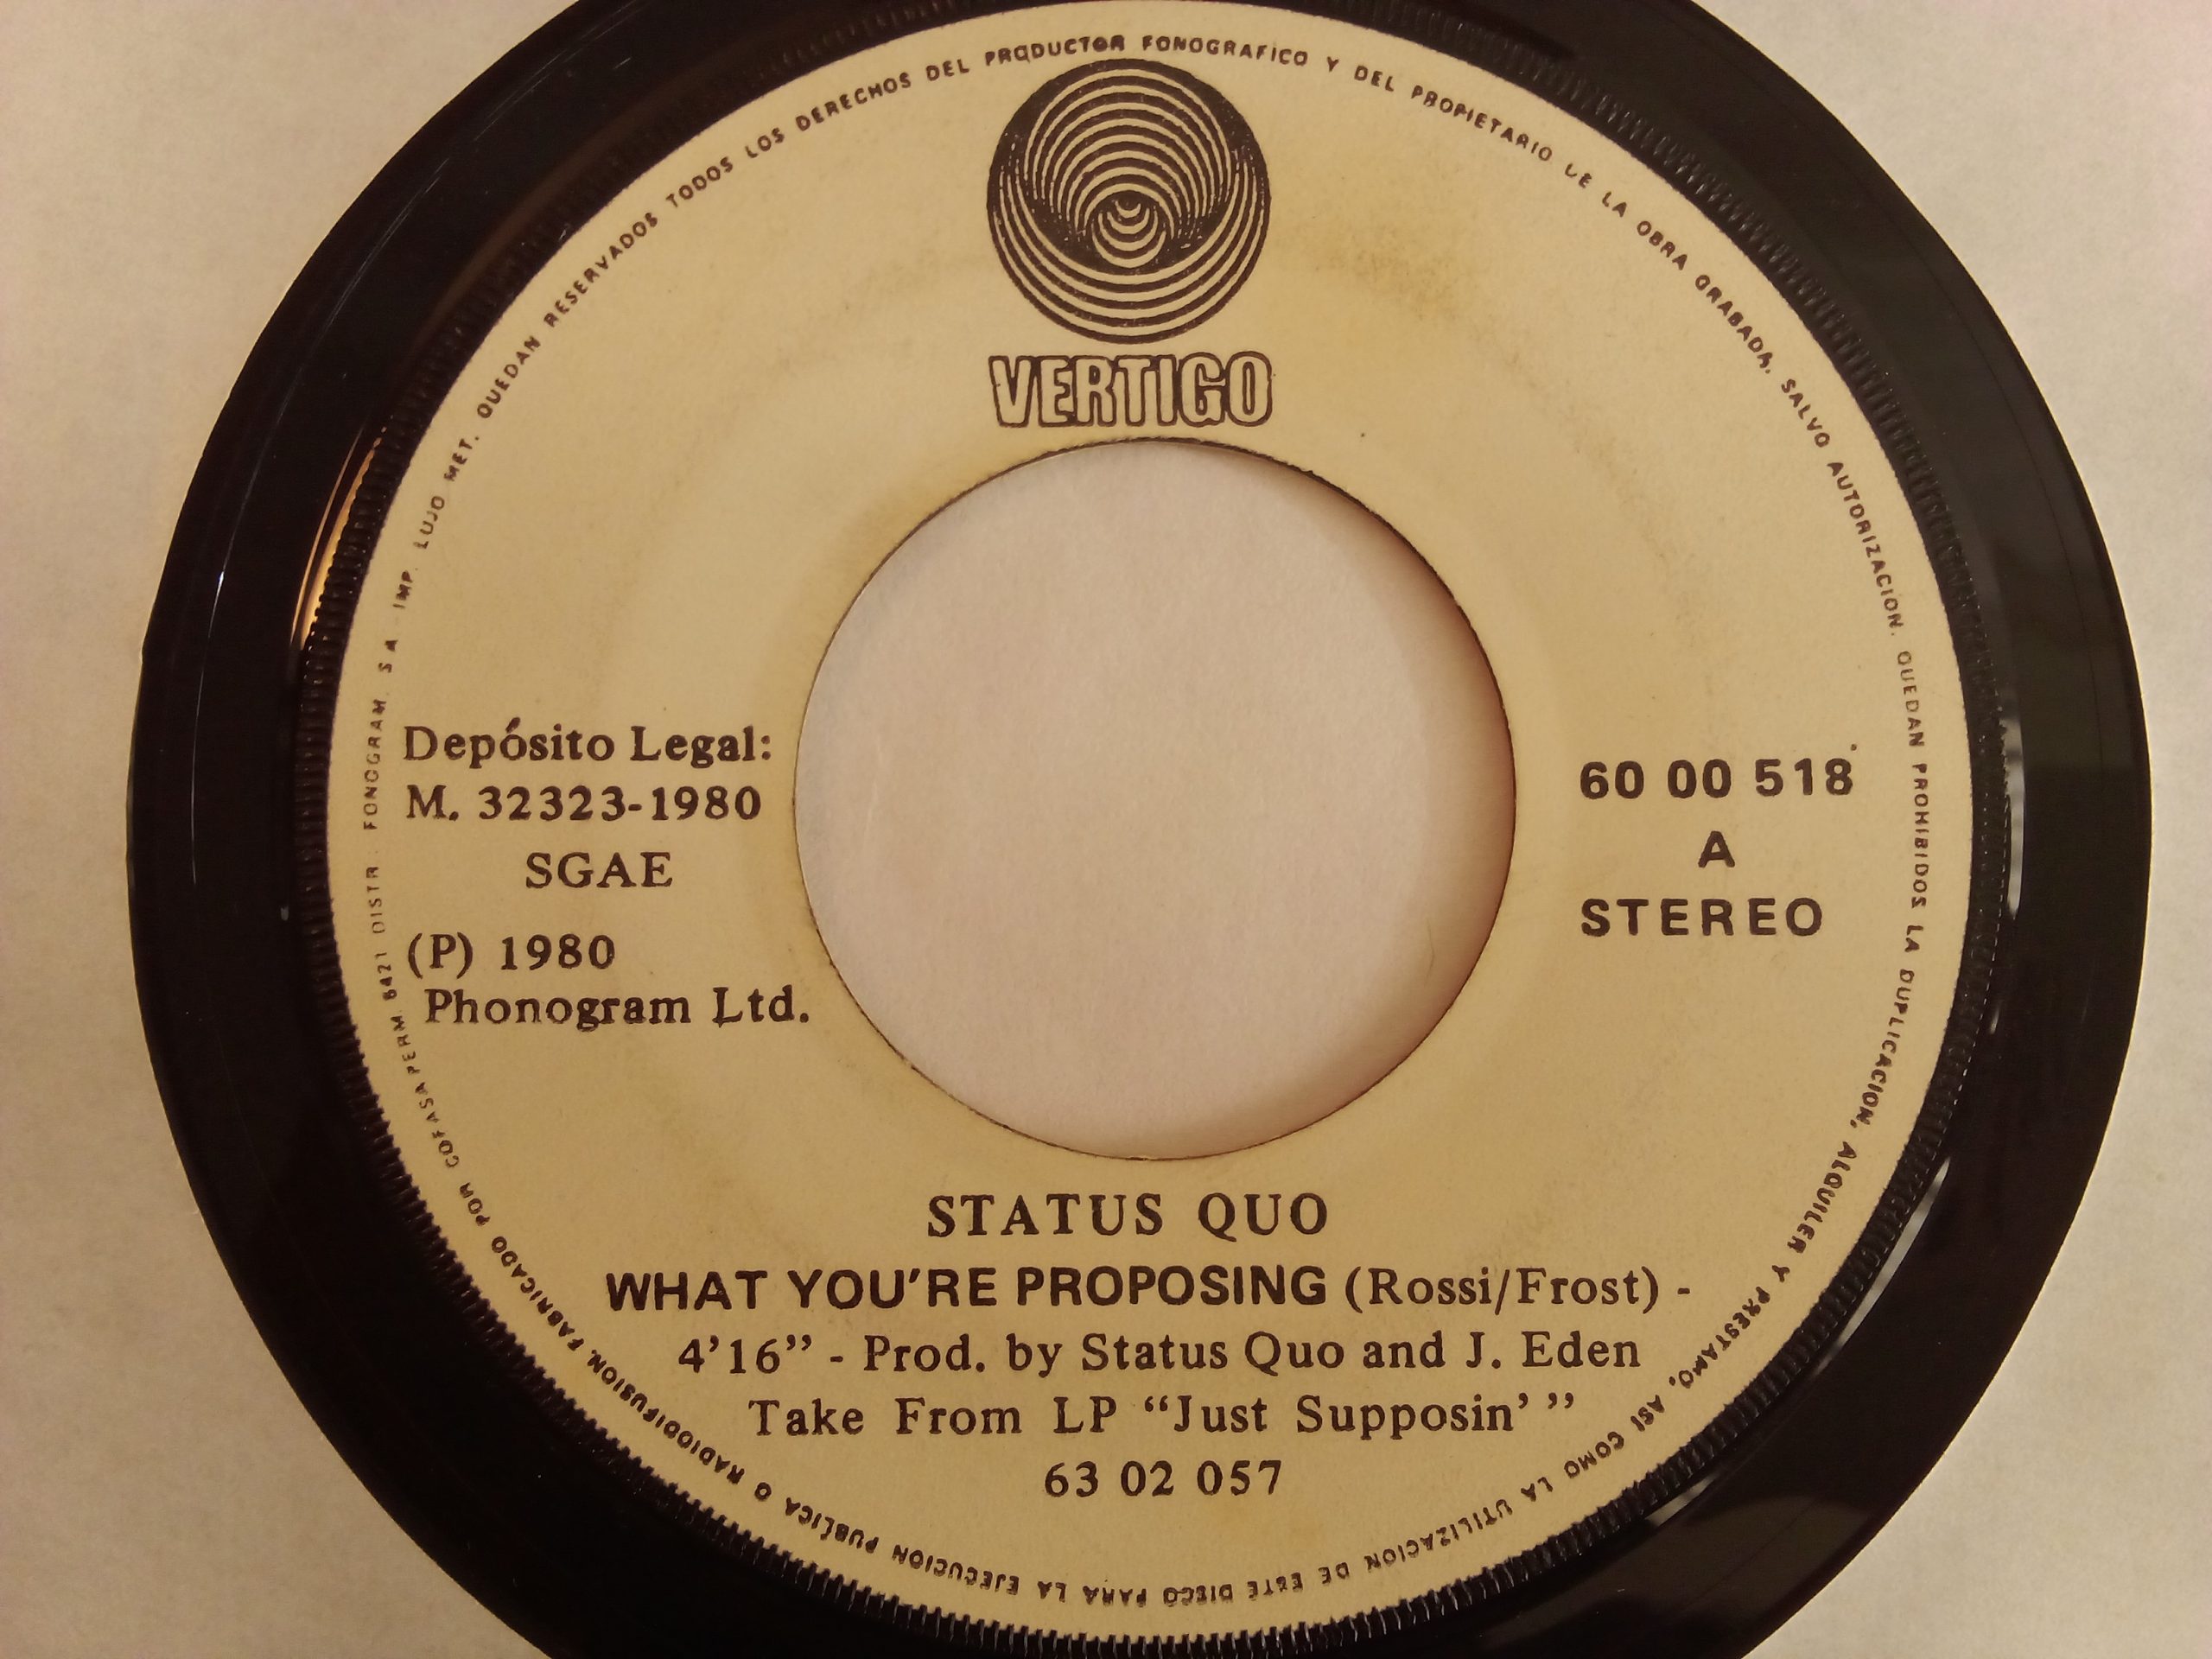 QUEDAN RESERVADOS TODOS LOS DERECHOS DEL PRODUCTOR FONOGRAFICO Y DEL PROPIETARIO DE LA OBRA GRABADA. SALVO AUTORIZACION. QUEDAN PROHIBIDOS LA DUPLICACION, ALQUILER Y PRESTAMO, ASI COMO LA UTILIZACION DE ESTE DISCO PARA LA EJECUCION PUBLICA O RADIODIFUSION. FABRICADO POR COFASA PERM. 6421 DISTR. FONOGRAM. S A IMP. LUJO MET.
VERTIGO
Depósito Legal:
M. 32323-1980
SGAE
(P) 1980
Phonogram Ltd.
60 00 518
A
STEREO
STATUS QUO
WHAT YOU'RE PROPOSING (Rossi/Frost) -
4'16" - Prod. by Status Quo and J. Eden
Take From LP "Just Supposin' "
63 02 057